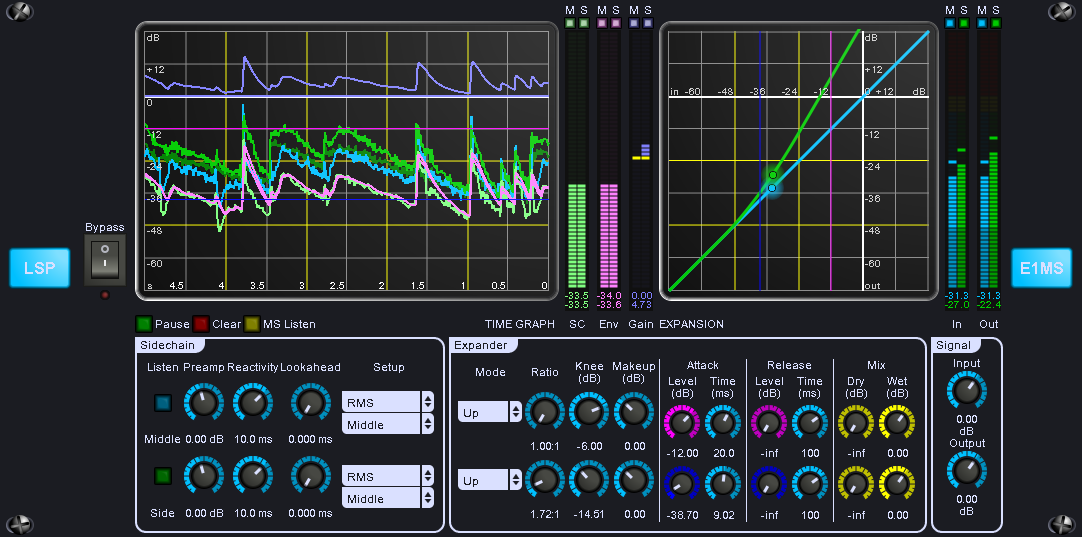 M S M S M S M S M S
dB dB
+12 +12
0 in -60 -48 -36 -24 -12 0 +12 dB
-12 -12
-24 -24
-36 -36
-48 -48
-60 -60
s 4.5 4 3.5 3 2.5 2 1.5 1 0.5 0 out
Bypass
LSP
E1MS
-33.5 -34.0 0.00 -31.3 -31.3
-33.5 -33.6 4.73 -27.0 -22.4
Pause Clear MS Listen TIME GRAPH SC Env Gain EXPANSION In Out
Sidechain
Listen Preamp Reactivity Lookahead Setup
RMS
Middle
Middle 0.00 dB 10.0 ms 0.000 ms
RMS
Middle
Side 0.00 dB 10.0 ms 0.000 ms
Expander
Mode Ratio Knee (dB) Makeup (dB) Attack Level (dB) Time (ms) Release Level (dB) Time (ms) Mix Dry (dB) Wet (dB)
Up
1.00:1 -6.00 0.00 -12.00 20.0 -inf 100 -inf 0.00
Up
1.72:1 -14.51 0.00 -38.70 9.02 -inf 100 -inf 0.00
Signal
Input
0.00
dB
Output
0.00
dB